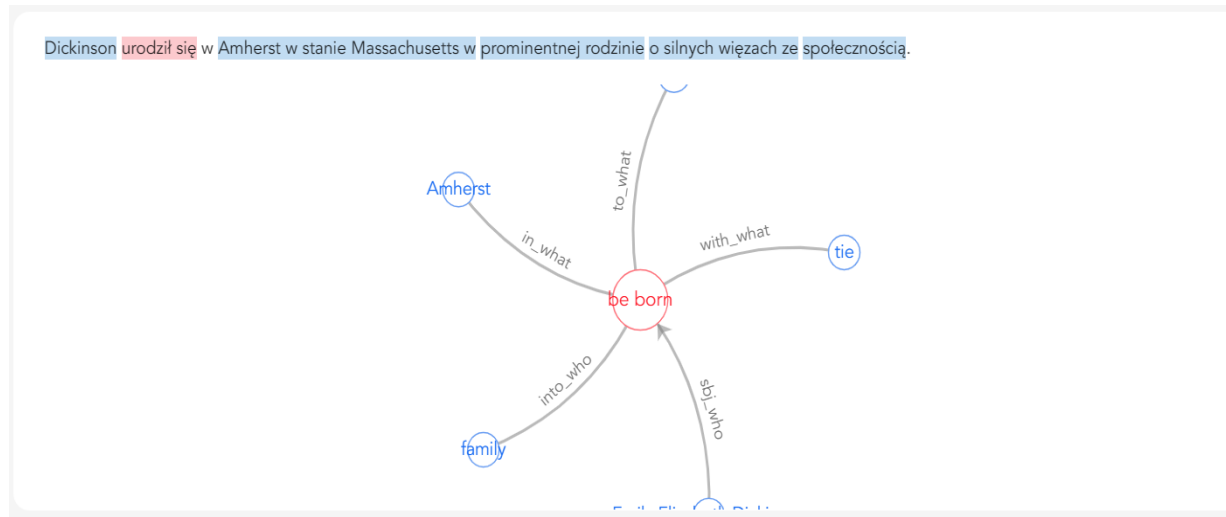 Dickinson urodził się w Amherst w stanie Massachusetts w prominentnej rodzinie o silnych więzach ze społecznością.
to_what
Amherst
with_what
in_what
tie
be born
into_who
sbj_who
family